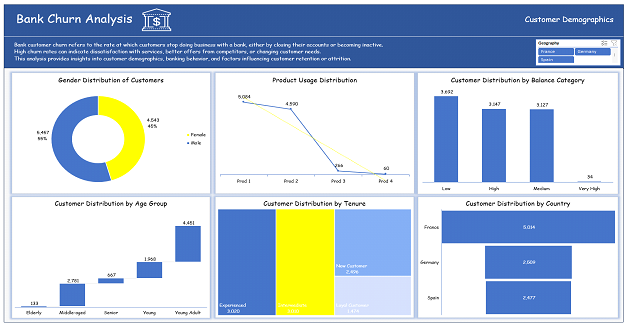 Bank Churn Analysis
Customer Demographics
Bank customer churn refers to the rate at which customers stop doing business with a bank, either by closing their accounts or becoming inactive.
High churn rates can indicate dissatisfaction with services, better offers from competitors, or changing customer needs.
This analysis provides insights into customer demographics, banking behavior, and factors influencing customer retention or attrition.
Geography
France
Germany
Spain
Gender Distribution of Customers
4,543
45%
5,457
55%
Female
Male
Product Usage Distribution
5,084
4,590
266
60
Prod 1
Prod 2
Prod 3
Prod 4
Customer Distribution by Balance Category
3,692
3,147
3,127
34
Low
High
Medium
Very High
Customer Distribution by Age Group
133
2,781
667
1,968
4,451
Elderly
Middle-aged
Senior
Young
Young Adult
Customer Distribution by Tenure
Experienced
3,020
New Customer
2,496
Customer Distribution by Country
France
5,014
Germany
2,509
Spain
2,477